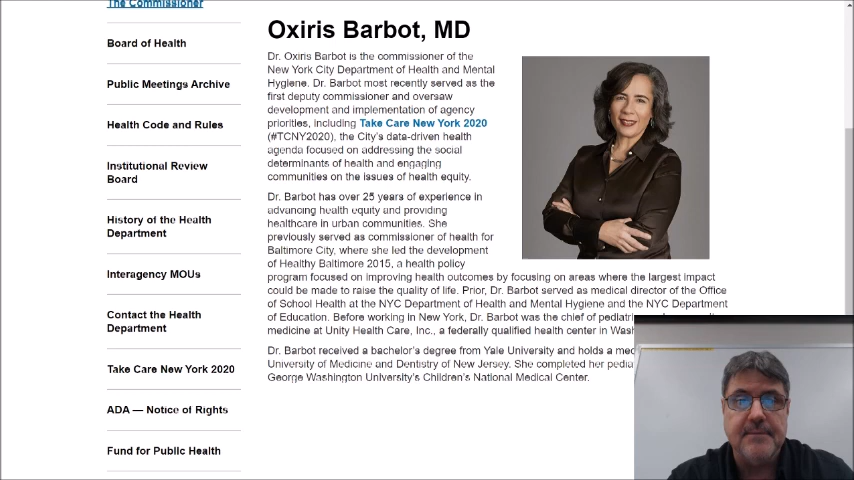 The Commissioner
Board of Health
Public Meetings Archive
Health Code and Rules
Institutional Review
Board
History of the Health
Department
Interagency MOUs
Contact the Health
Department
Take Care New York 2020
ADA — Notice of Rights
Fund for Public Health
Oxiris Barbot, MD
Dr. Oxiris Barbot is the commissioner of the
New York City Department of Health and Mental
Hygiene. Dr. Barbot most recently served as the
first deputy commissioner and oversaw
development and implementation of agency
priorities, including Take Care New York 2020
(#TCNY2020), the City's data-driven health
agenda focused on addressing the social
determinants of health and engaging
communities on the issues of health equity.
Dr. Barbot has over 25 years of experience in
advancing health equity and providing
healthcare in urban communities. She
previously served as commissioner of health for
Baltimore City, where she led the development
of Healthy Baltimore 2015, a health policy
program focused on improving health outcomes by focusing on areas where the largest impact
could be made to raise the quality of life. Prior, Dr. Barbot served as medical director of the Office
of School Health at the NYC Department of Health and Mental Hygiene and the NYC Department
of Education. Before working in New York, Dr. Barbot was the chief of
medicine at Unity Health Care, Inc., a federally qualified health center in
Dr. Barbot received a bachelor's degree from Yale University and holds a
University of Medicine and Dentistry of New Jersey. She completed her
George Washington University's Children's National Medical Center.